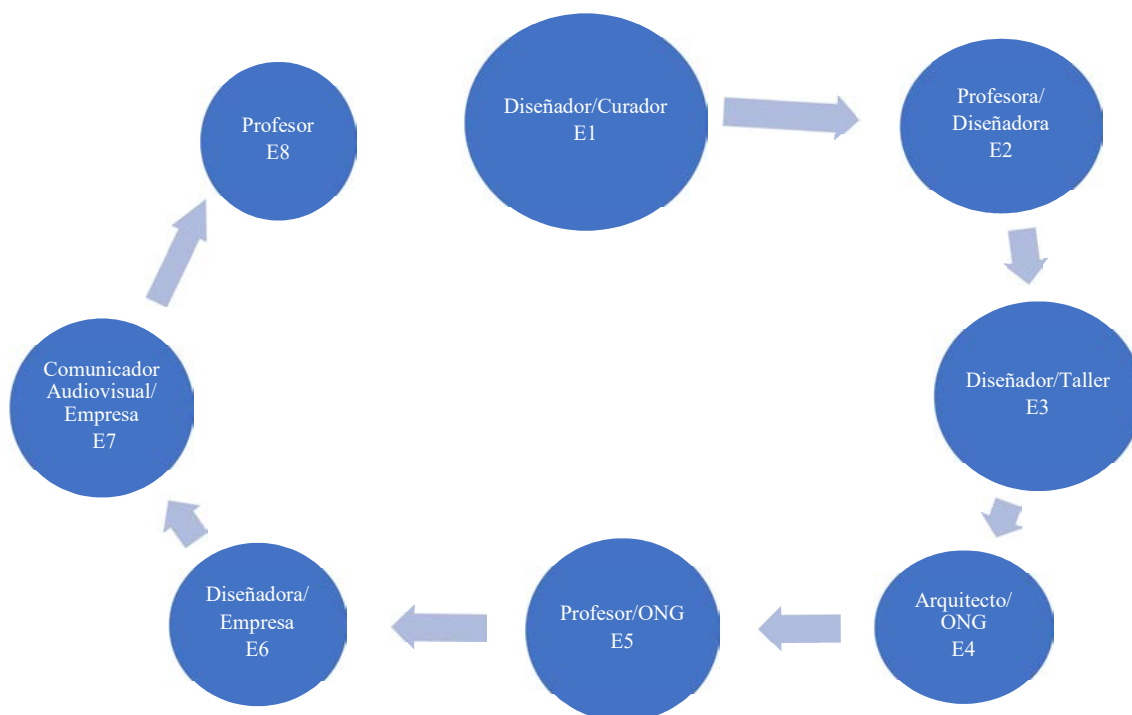 Diseñador/Curador
E1
Profesora/
Diseñadora
E2
Diseñador/Taller
E3
Arquitecto/
ONG
E4
Profesor/ONG
E5
Diseñadora/
Empresa
E6
Comunicador
Audiovisual/
Empresa
E7
Profesor
E8